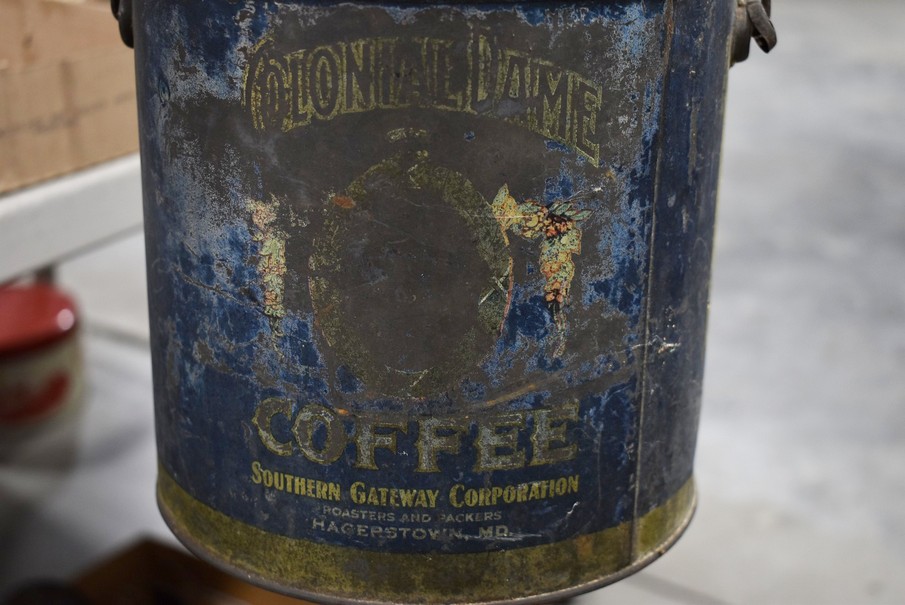 COLONIAL DAME
COFFEE
SOUTHERN GATEWAY CORPORATION
ROASTERS AND PACKERS
HAGERSTOWN, MD.